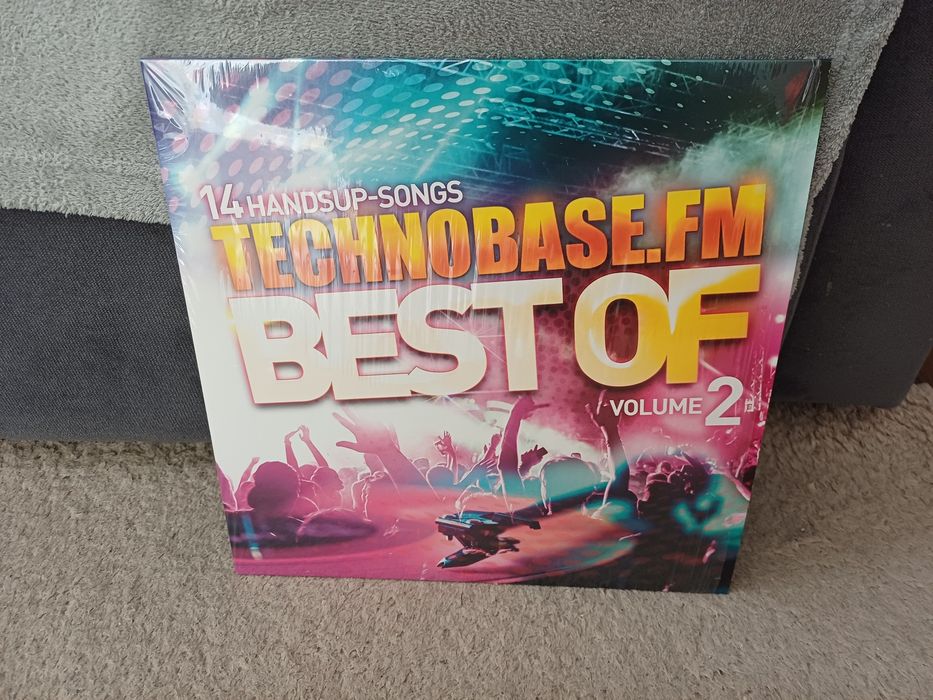 14 HANDSUP-SONGS
TECHNOBASE.FM
BEST OF
VOLUME 2